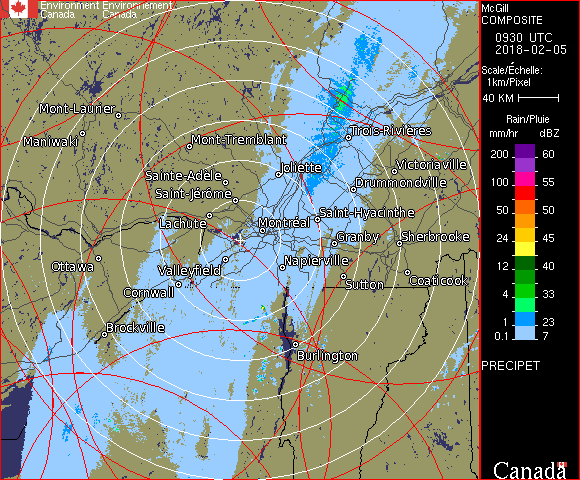 Environment Environnement
Canada Canada
McGill
COMPOSITE
0930 UTC
2018-02-05
Scale/Échelle:
1km/Pixel
40 KM
Rain/Pluie
mm/hr dBZ
200 60
100 55
50 50
24 45
12 40
4 33
1 23
0.1 7
PRECIPET
Canada
Mont-Laurier
Maniwaki
Mont-Tremblant
Trois-Rivières
Sainte-Adèle
Joliette
Victoriaville
Saint-Jérôme
Drummondville
Lachute
Montréal
Saint-Hyacinthe
Granby
Sherbrooke
Ottawa
Valleyfield
Napierville
Cornwall
Sutton
Coaticook
Brockville
Burlington